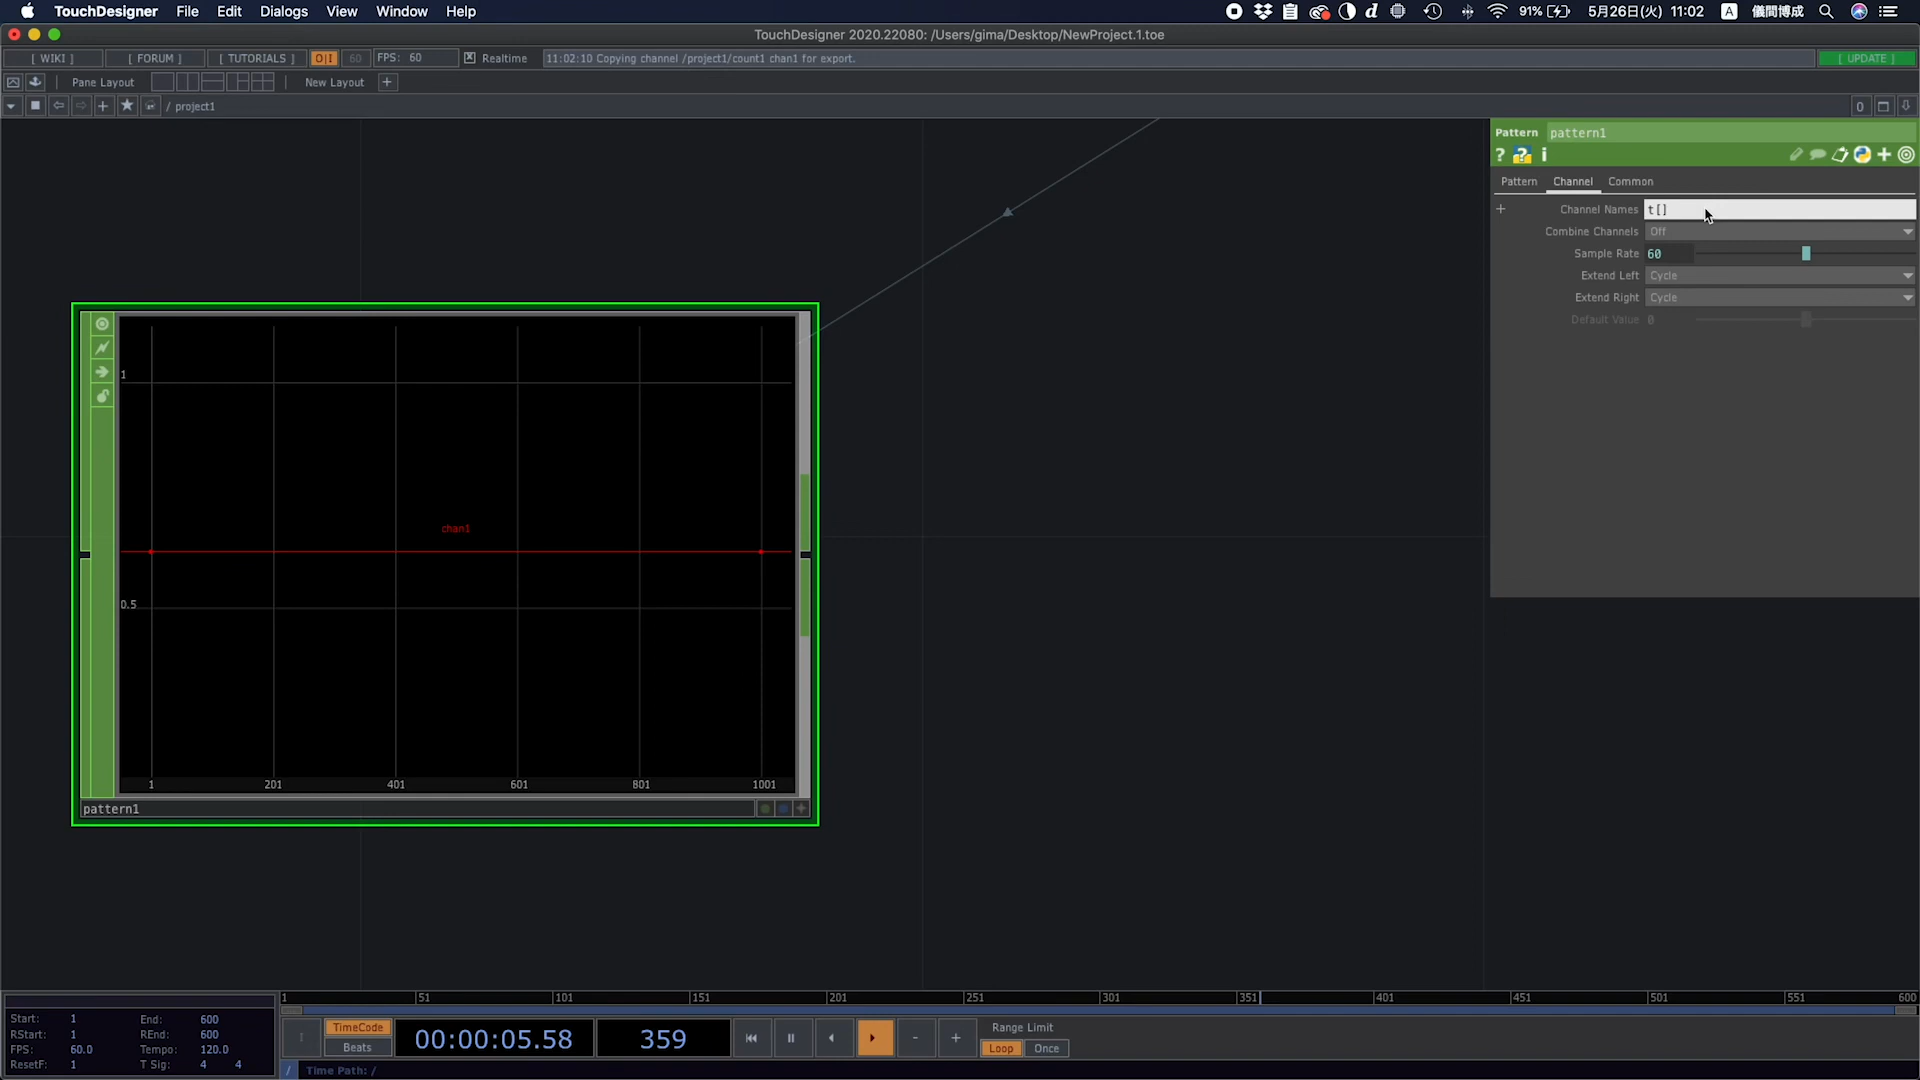 TouchDesigner File Edit Dialogs View Window Help
91% 5月26日(火) 11:02 A 儀間博成
TouchDesigner 2020.22080: /Users/gima/Desktop/NewProject.1.toe
[ WIKI ] [ FORUM ] [ TUTORIALS ] O|I 60 FPS: 60 Realtime 11:02:10 Copying channel /project1/count1 chan1 for export. [ UPDATE ]
Pane Layout New Layout +
/ project1 0
Pattern pattern1
? ? i
Pattern Channel Common
+ Channel Names t[]
Combine Channels Off
Sample Rate 60
Extend Left Cycle
Extend Right Cycle
Default Value 0
1
chan1
0.5
1 201 401 601 801 1001
pattern1
1 51 101 151 201 251 301 351 401 451 501 551 600
Start: 1 End: 600
RStart: 1 REnd: 600
FPS: 60.0 Tempo: 120.0
ResetF: 1 T Sig: 4 4
TimeCode
Beats
00:00:05.58 359
- +
Range Limit
Loop Once
/ Time Path: /